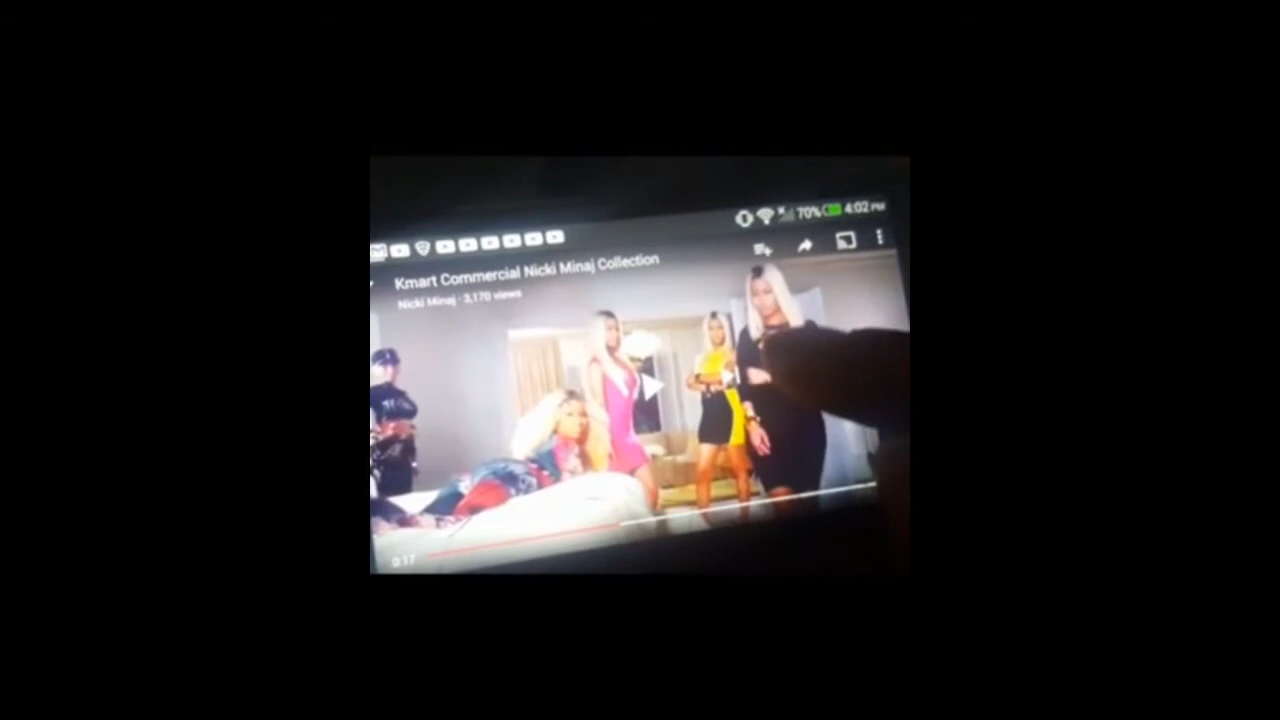 70% 4:02 PM
Kmart Commercial Nicki Minaj Collection
Nicki Minaj · 3,170 views
0:17